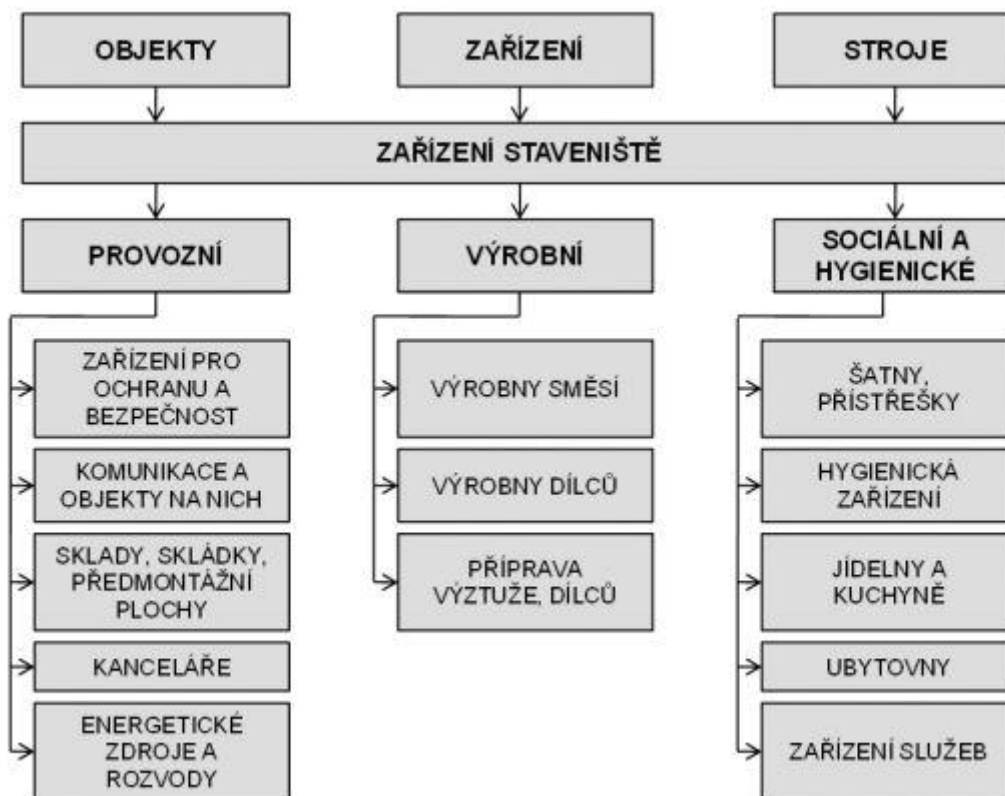 OBJEKTY
ZAŘÍZENÍ
STROJE
ZAŘÍZENÍ STAVENIŠTĚ
PROVOZNÍ
ZAŘÍZENÍ PRO
OCHRANU A
BEZPEČNOST
KOMUNIKACE A
OBJEKTY NA NICH
SKLADY, SKLÁDKY,
PŘEDMONTÁŽNÍ
PLOCHY
KANCELÁŘE
ENERGETICKÉ
ZDROJE A
ROZVODY
VÝROBNÍ
VÝROBNY SMĚSÍ
VÝROBNY DÍLCŮ
PŘÍPRAVA
VÝZTUŽE, DÍLCŮ
SOCIÁLNÍ A
HYGIENICKÉ
ŠATNY,
PŘÍSTŘEŠKY
HYGIENICKÁ
ZAŘÍZENÍ
JÍDELNY A
KUCHYNĚ
UBYTOVNY
ZAŘÍZENÍ SLUŽEB